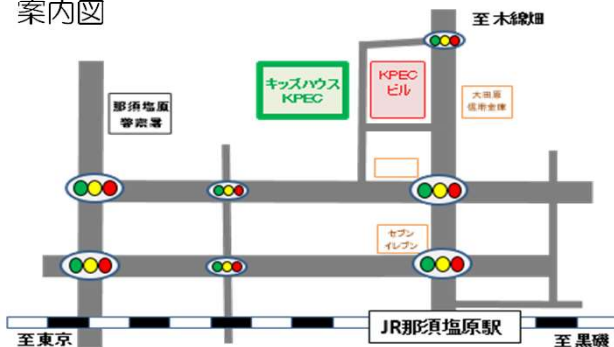 案内図
至 木綿畑
キッズハウス
KPEC
KPEC
ビル
大田原
信用金庫
那須塩原
警察署
セブン
イレブン
JR那須塩原駅
至東京
至 黒磯